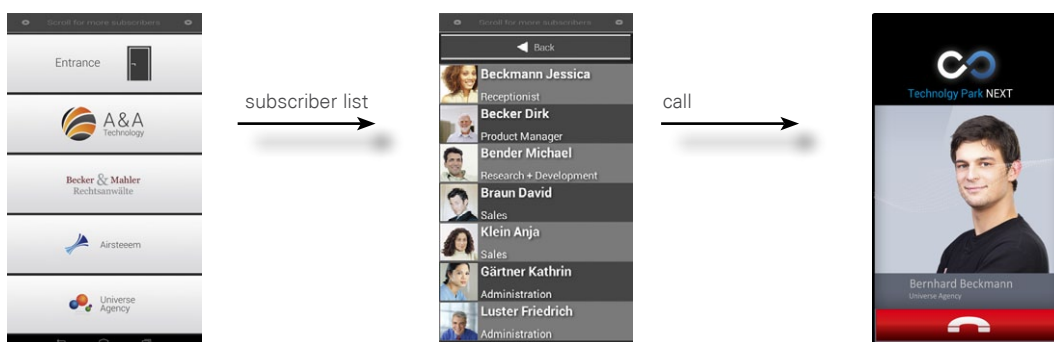 Scroll for more subscribers
Entrance
A&A
Technology
Becker & Mahler
Rechtsanwälte
Airsteeem
Universe
Agency
subscriber list
Scroll for more subscribers
Back
Beckmann Jessica
Receptionist
Becker Dirk
Product Manager
Bender Michael
Research + Development
Braun David
Sales
Klein Anja
Sales
Gärtner Kathrin
Administration
Luster Friedrich
Administration
call
Technolgy Park NEXT
Bernhard Beckmann
Universe Agency